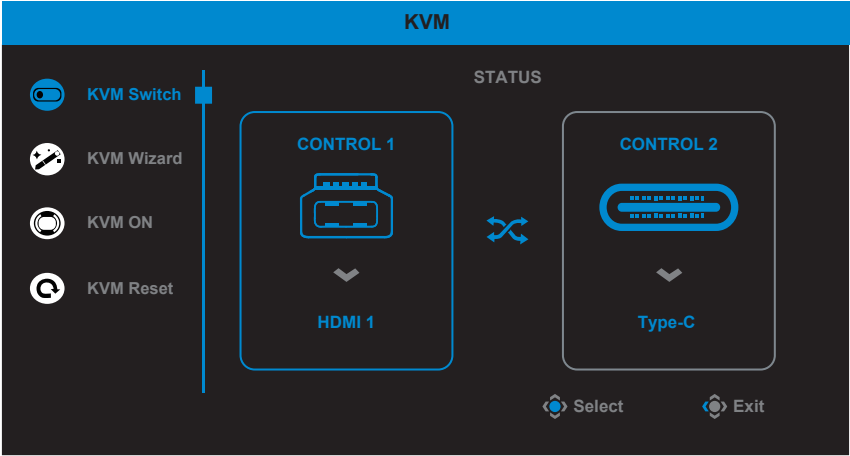 KVM
KVM Switch
KVM Wizard
KVM ON
KVM Reset
STATUS
CONTROL 1
HDMI 1
CONTROL 2
Type-C
Select
Exit